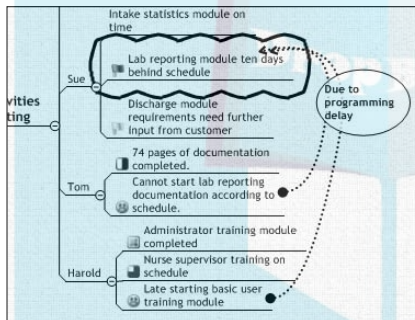 Intake statistics module on
time
Sue
Lab reporting module ten days
behind schedule
Discharge module
requirements need further
input from customer
Due to
programming
delay
vities
ting
Tom
74 pages of documentation
completed.
Cannot start lab reporting
documentation according to
schedule.
Harold
Administrator training module
completed
Nurse supervisor training on
schedule
Late starting basic user
training module